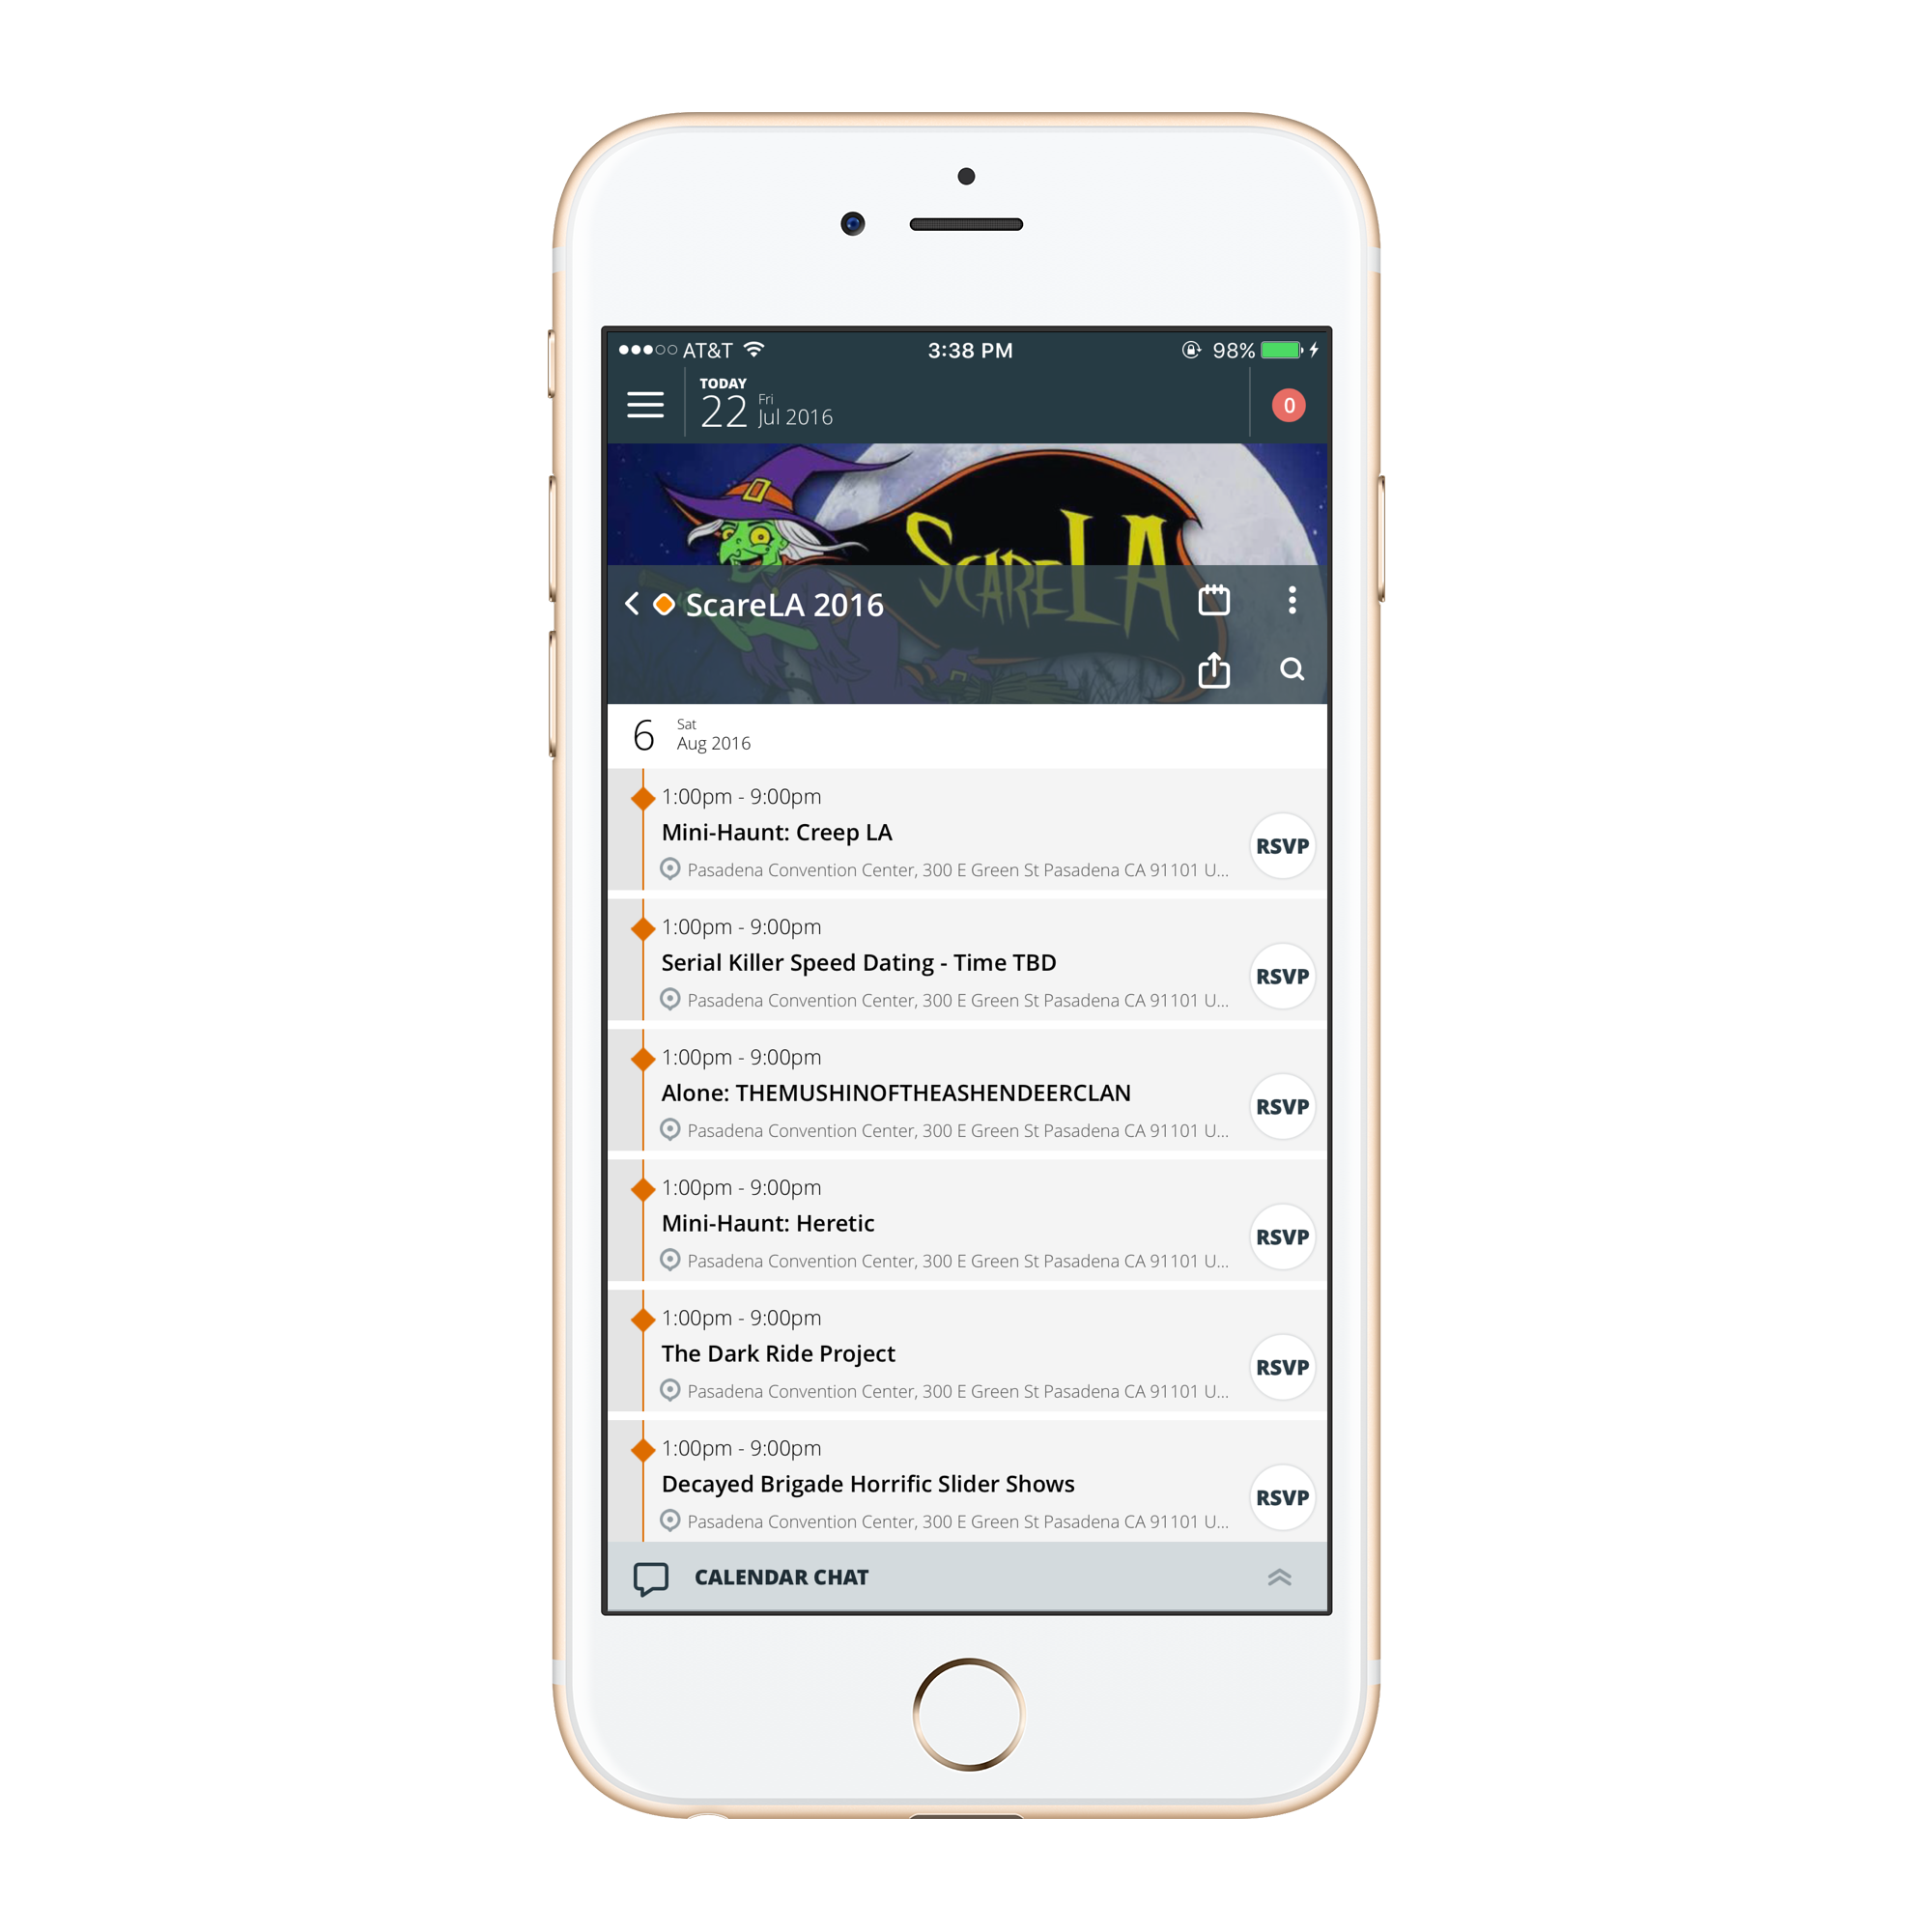 AT&T 3:38 PM 98%
TODAY
22 Fri
Jul 2016
0
SCARELA
ScareLA 2016
6 Sat
Aug 2016
1:00pm - 9:00pm
Mini-Haunt: Creep LA
RSVP
Pasadena Convention Center, 300 E Green St Pasadena CA 91101 U...
1:00pm - 9:00pm
Serial Killer Speed Dating - Time TBD
RSVP
Pasadena Convention Center, 300 E Green St Pasadena CA 91101 U...
1:00pm - 9:00pm
Alone: THEMUSHINOFTHEASHENDEERCLAN
RSVP
Pasadena Convention Center, 300 E Green St Pasadena CA 91101 U...
1:00pm - 9:00pm
Mini-Haunt: Heretic
RSVP
Pasadena Convention Center, 300 E Green St Pasadena CA 91101 U...
1:00pm - 9:00pm
The Dark Ride Project
RSVP
Pasadena Convention Center, 300 E Green St Pasadena CA 91101 U...
1:00pm - 9:00pm
Decayed Brigade Horrific Slider Shows
RSVP
Pasadena Convention Center, 300 E Green St Pasadena CA 91101 U...
CALENDAR CHAT